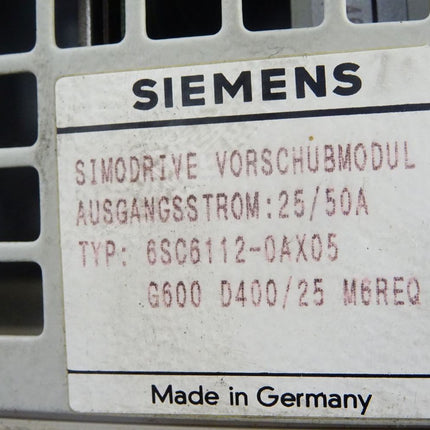 SIEMENS
SIMODRIVE VORSCHUBMODUL
AUSGANGSSTROM:25/50A
TYP: 6SC6112-0AX05
G600 D400/25 M6REQ
Made in Germany